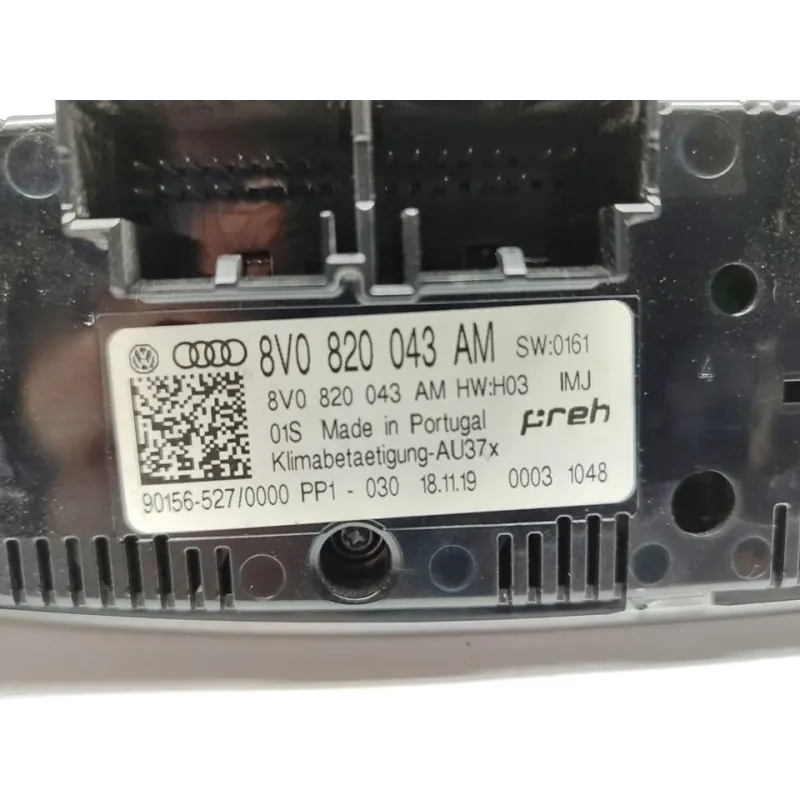 8V0 820 043 AM SW:0161
8V0 820 043 AM HW:H03 IMJ
01S Made in Portugal preh
Klimabetaetigung-AU37x
90156-527/0000 PP1 - 030 18.11.19 0003 1048
4